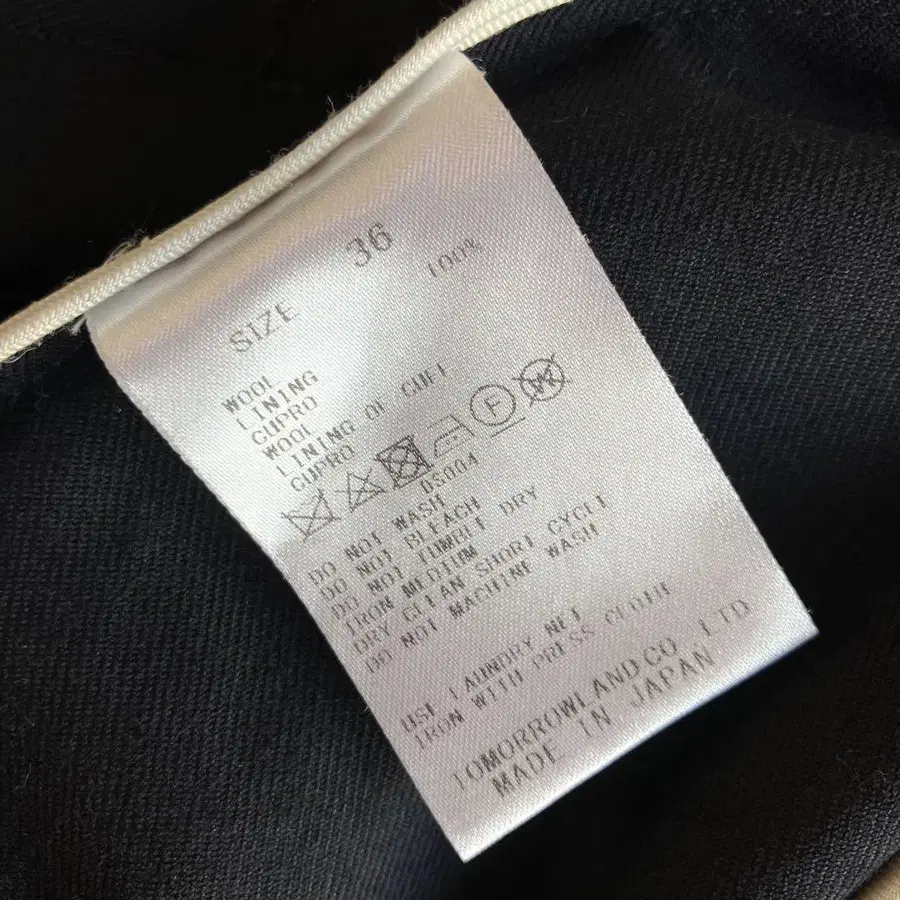 SIZE 36
WOOL 100%
LINING
CUPRO
WOOL
LINING OF CUFF
CUPRO
F W
DS004
DO NOT WASH
DO NOT BLEACH
DO NOT TUMBLE DRY
IRON MEDIUM
DRY CLEAN SHORT CYCLE
DO NOT MACHINE WASH
USE LAUNDRY NET
IRON WITH PRESS CLOTH
TOMORROWLAND CO., LTD
MADE IN JAPAN